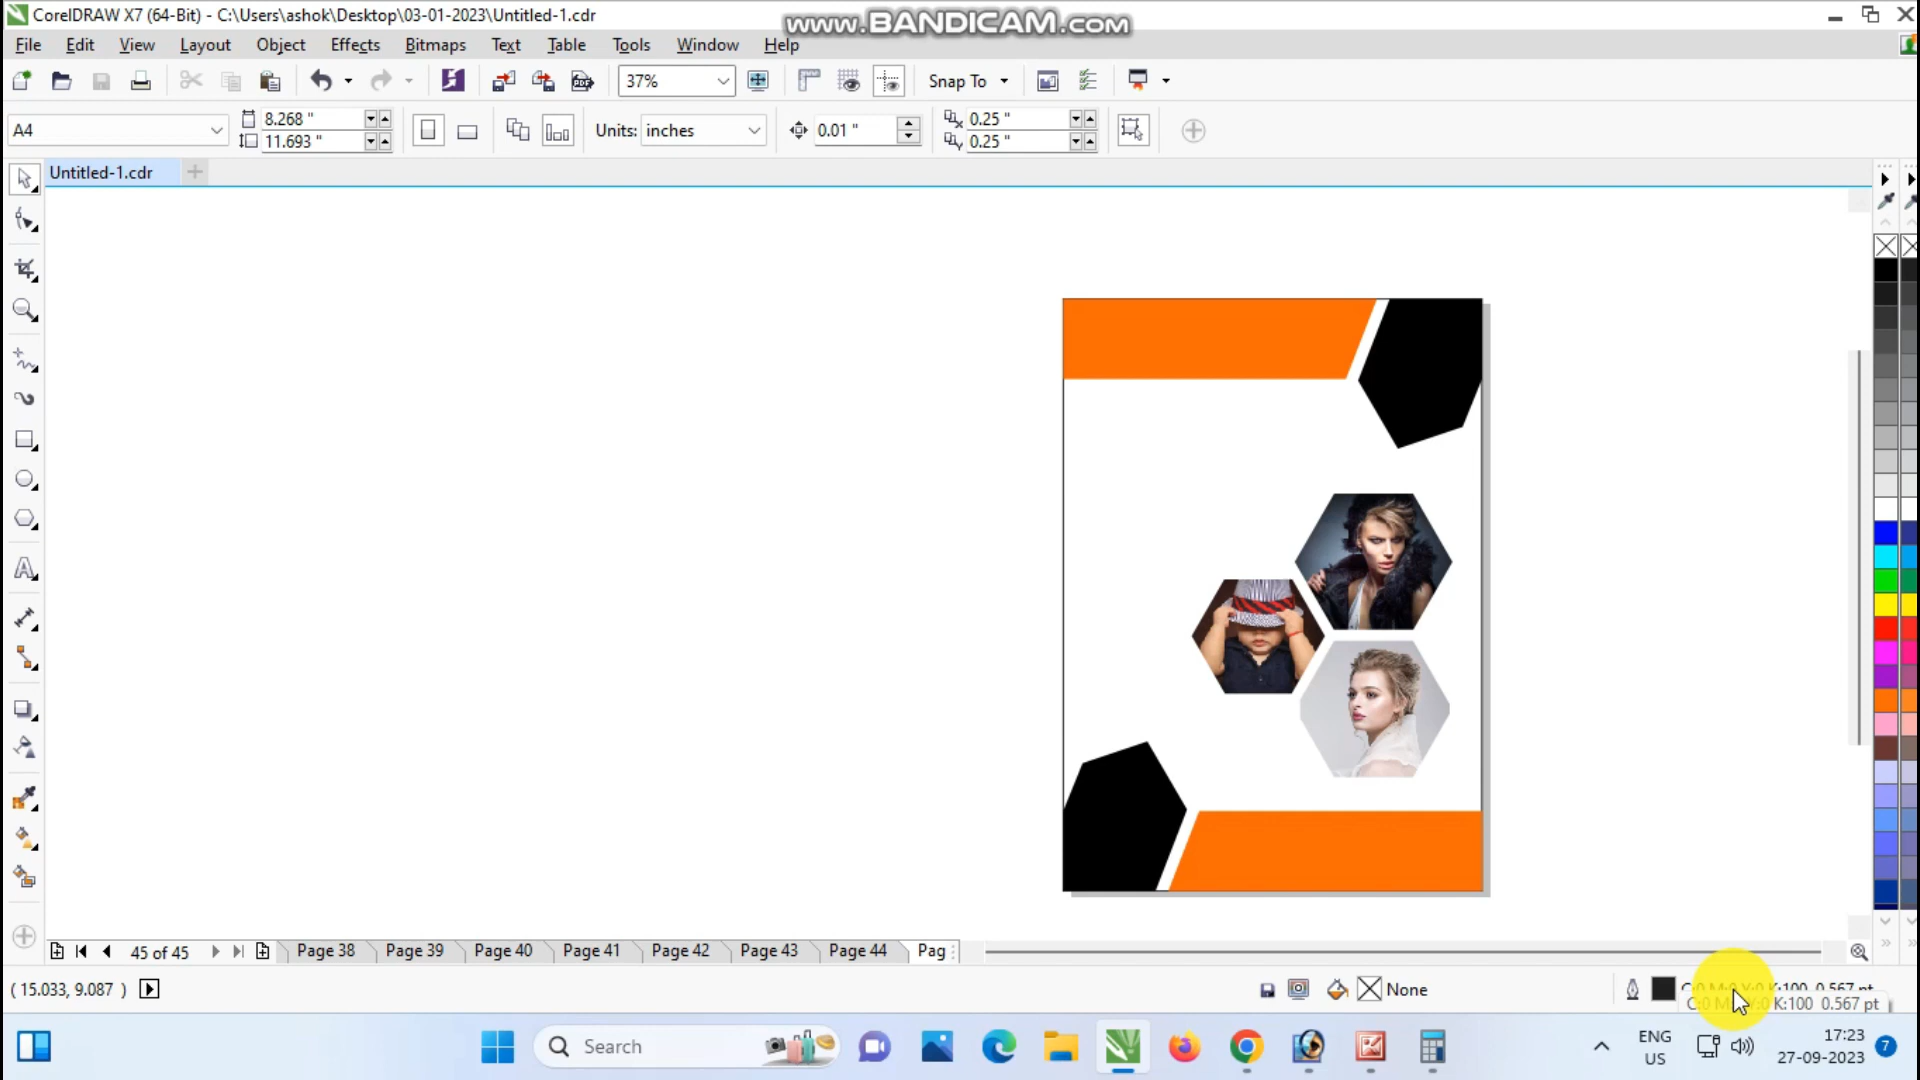 CorelDRAW X7 (64-Bit) - C:\Users\ashok\Desktop\03-01-2023\Untitled-1.cdr
www.BANDICAM.com
File Edit View Layout Object Effects Bitmaps Text Table Tools Window Help
37%
Snap To
A4
8.268 "
11.693 "
Units: inches
0.01 "
0.25 "
0.25 "
Untitled-1.cdr
45 of 45
Page 38 Page 39 Page 40 Page 41 Page 42 Page 43 Page 44 Pag
( 15.033, 9.087 )
None
C:0 M:0 Y:0 K:100 0.567 pt
Search
ENG
US
17:23
27-09-2023
7